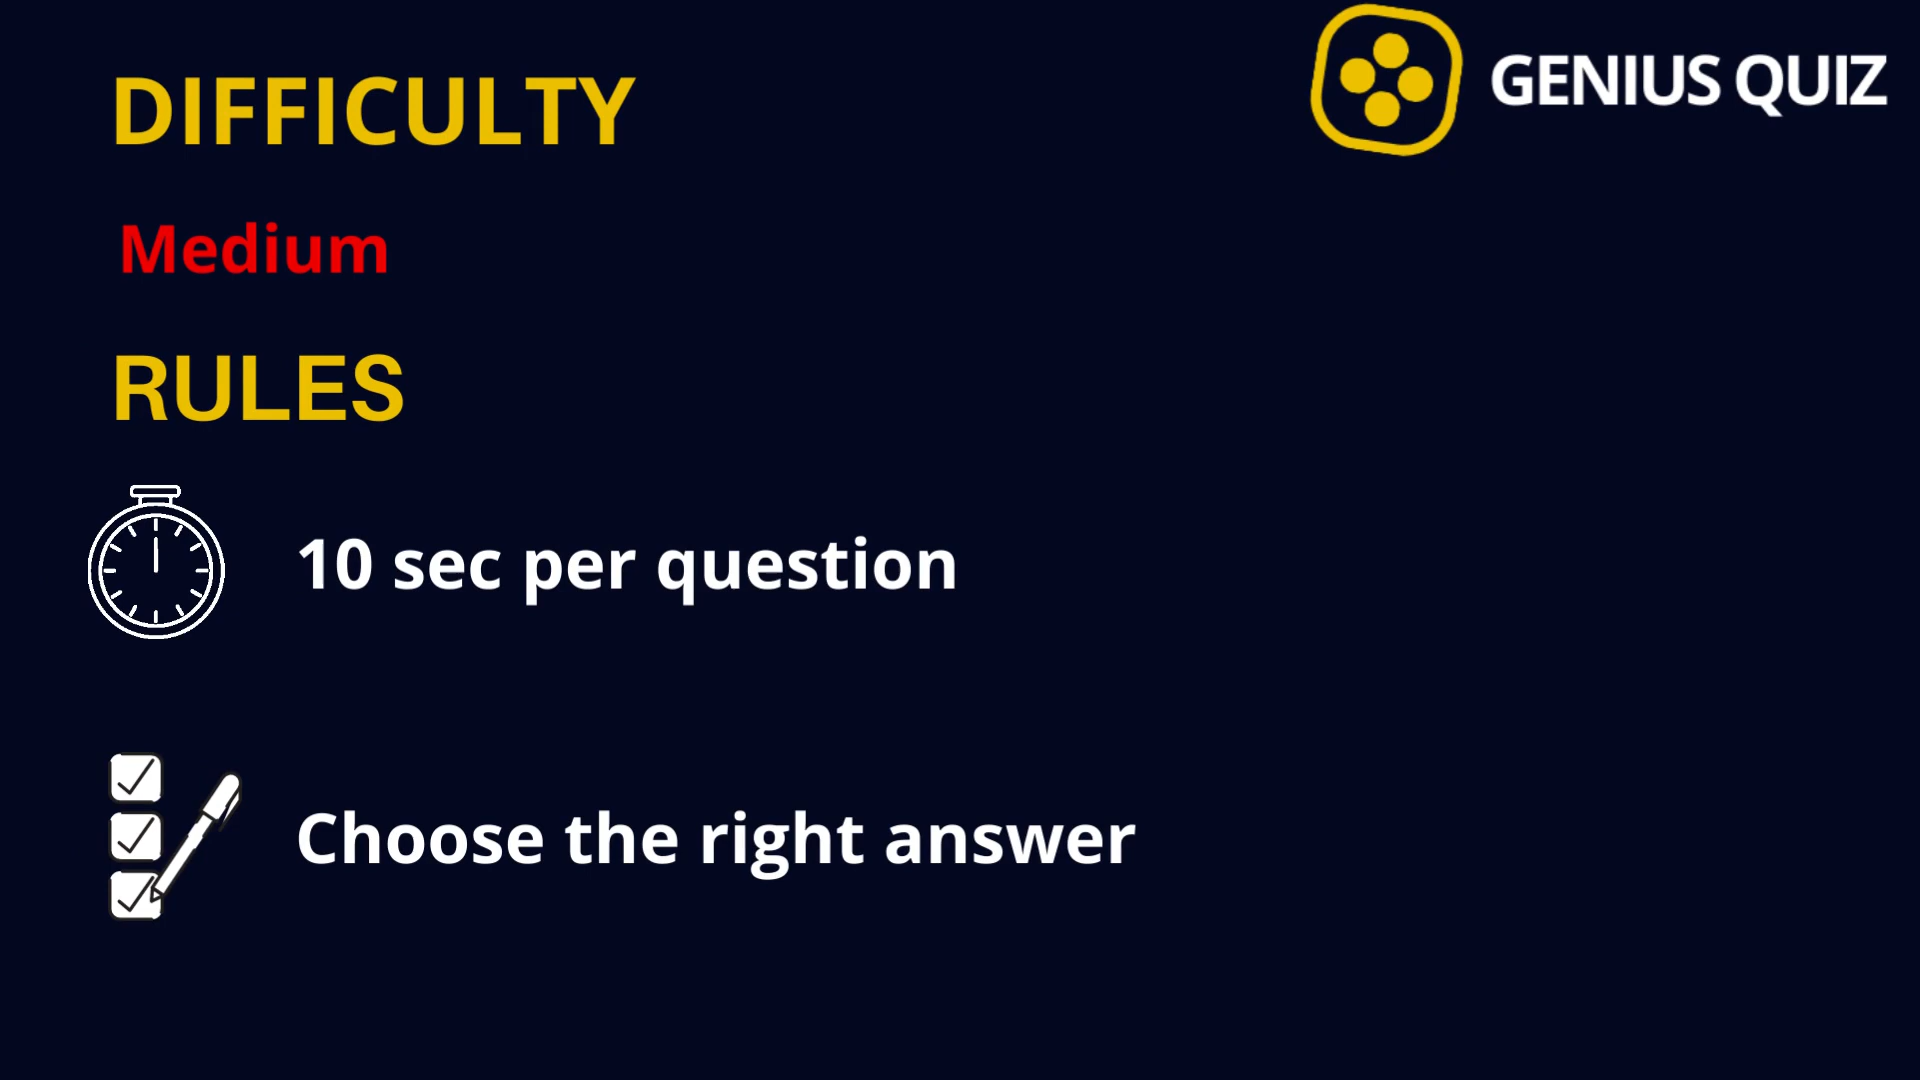 DIFFICULTY
GENIUS QUIZ
Medium
RULES
10 sec per question
Choose the right answer